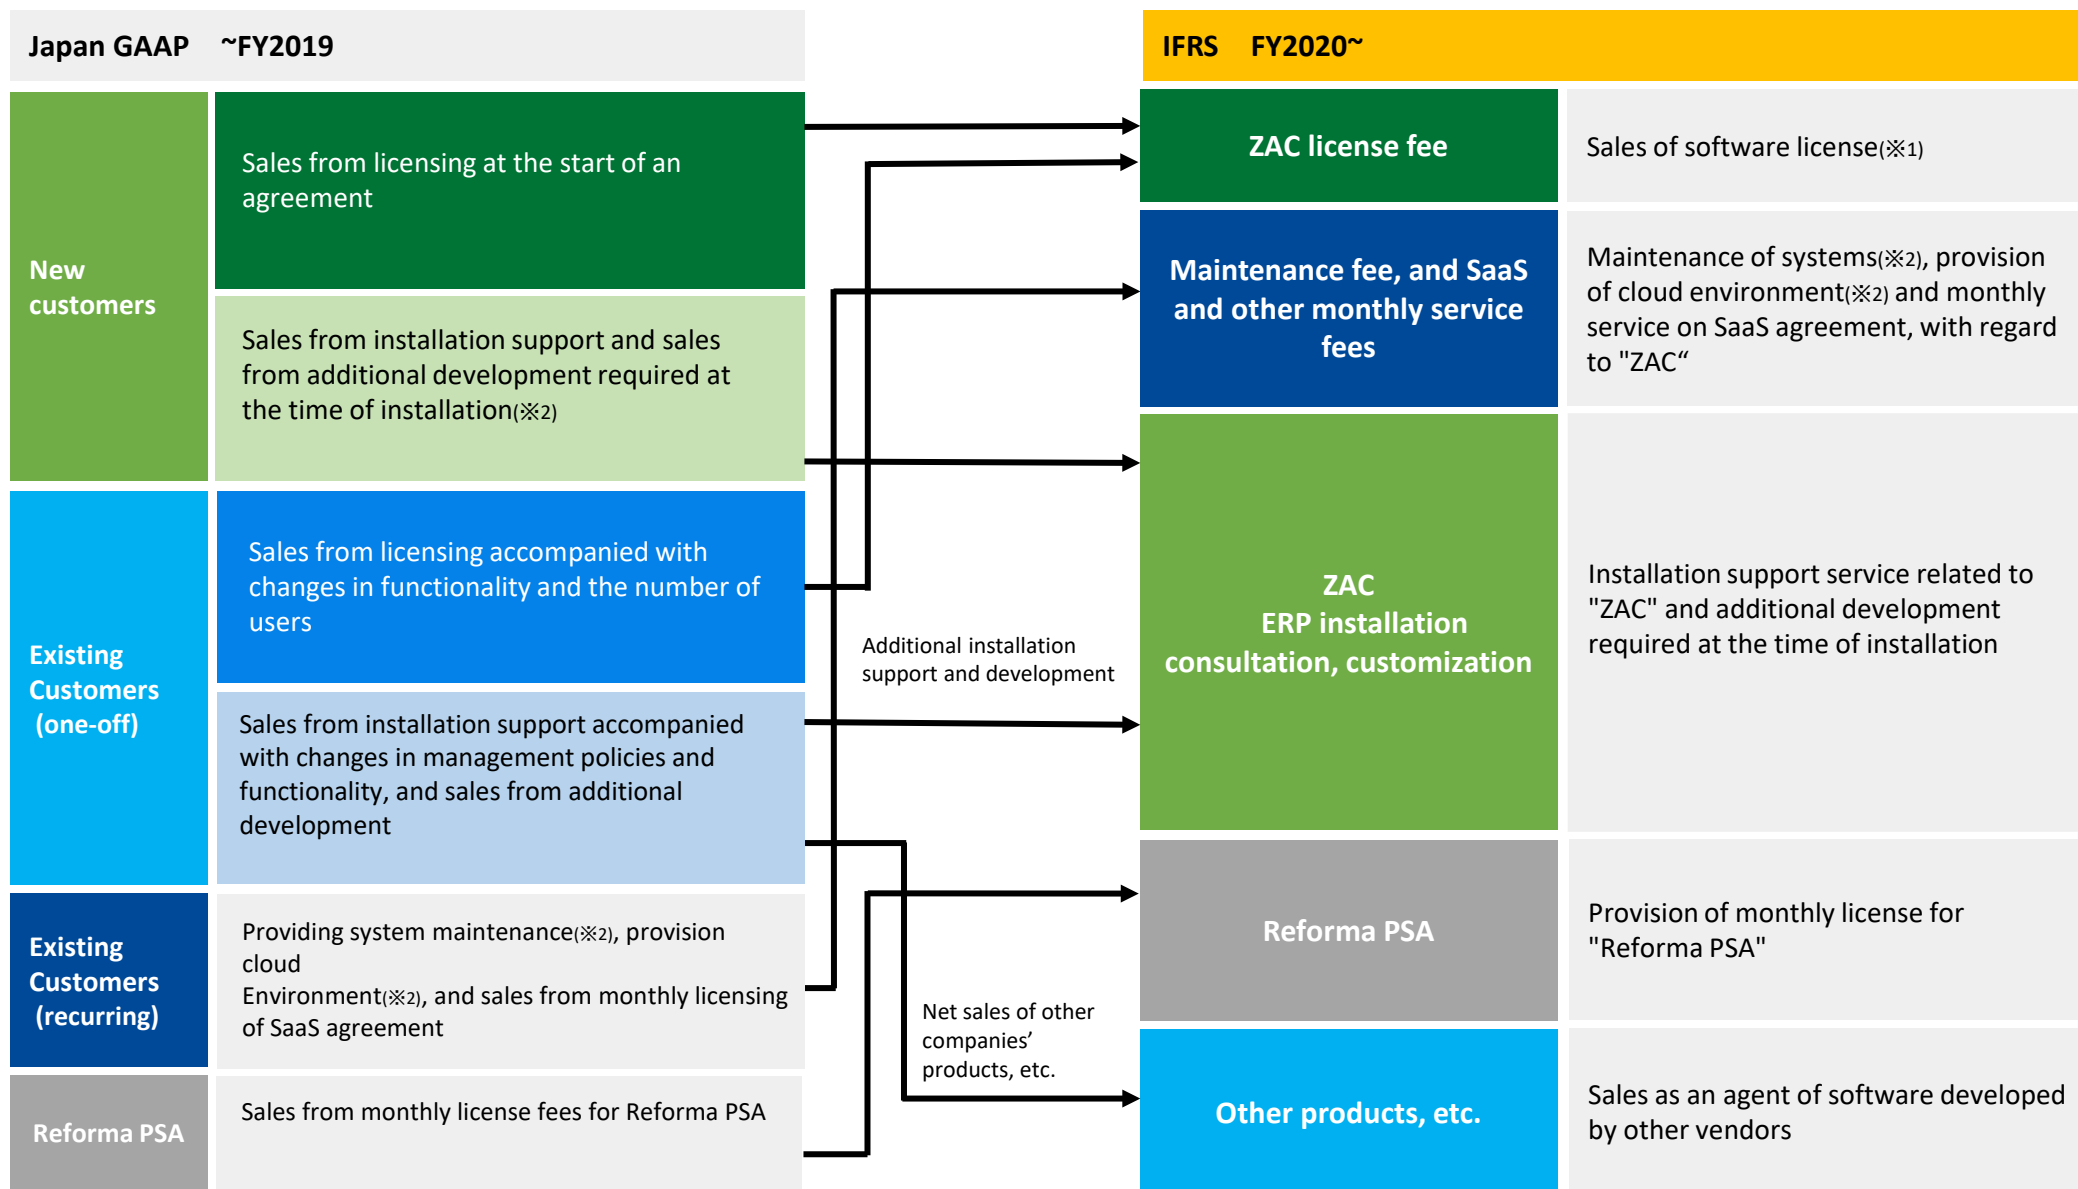 Japan GAAP ~FY2019
New
customers
Sales from licensing at the start of an
agreement
Sales from installation support and sales
from additional development required at
the time of installation(※2)
Existing
Customers
(one-off)
Sales from licensing accompanied with
changes in functionality and the number of
users
Sales from installation support accompanied
with changes in management policies and
functionality, and sales from additional
development
Existing
Customers
(recurring)
Providing system maintenance(※2), provision
cloud
Environment(※2), and sales from monthly licensing
of SaaS agreement
Reforma PSA
Sales from monthly license fees for Reforma PSA
Additional installation
support and development
Net sales of other
companies’
products, etc.
IFRS FY2020~
ZAC license fee
Sales of software license(※1)
Maintenance fee, and SaaS
and other monthly service
fees
Maintenance of systems(※2), provision
of cloud environment(※2) and monthly
service on SaaS agreement, with regard
to "ZAC“
ZAC
ERP installation
consultation, customization
Installation support service related to
"ZAC" and additional development
required at the time of installation
Reforma PSA
Provision of monthly license for
"Reforma PSA"
Other products, etc.
Sales as an agent of software developed
by other vendors